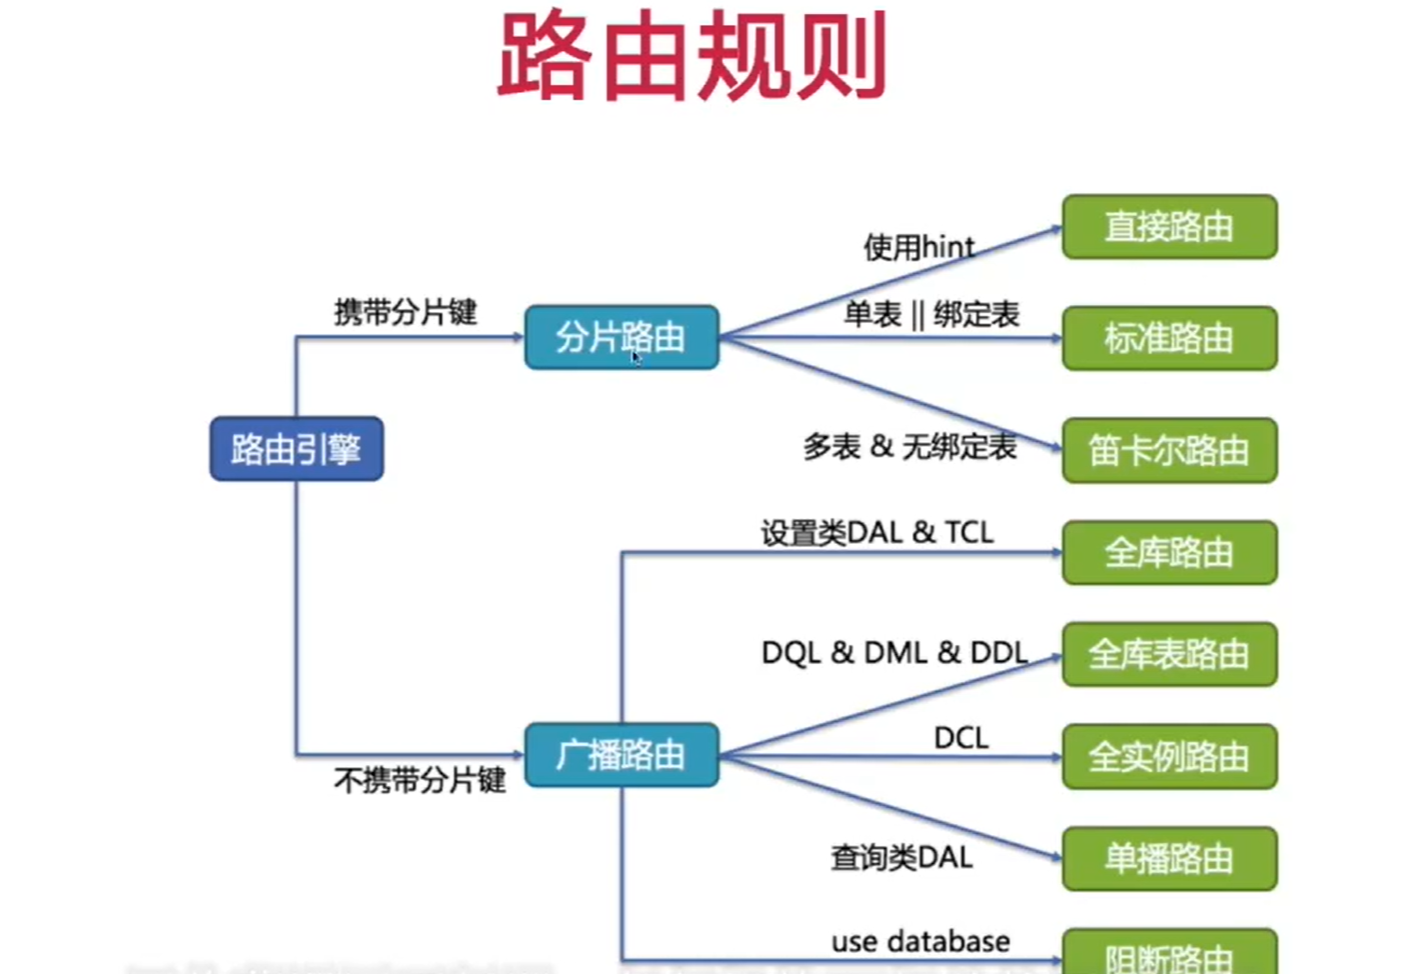 路由规则
使用hint
直接路由
携带分片键
分片路由
单表 || 绑定表
标准路由
路由引擎
多表 & 无绑定表
笛卡尔路由
设置类DAL & TCL
全库路由
DQL & DML & DDL
全库表路由
不携带分片键
广播路由
DCL
全实例路由
查询类DAL
单播路由
use database
阻断路由